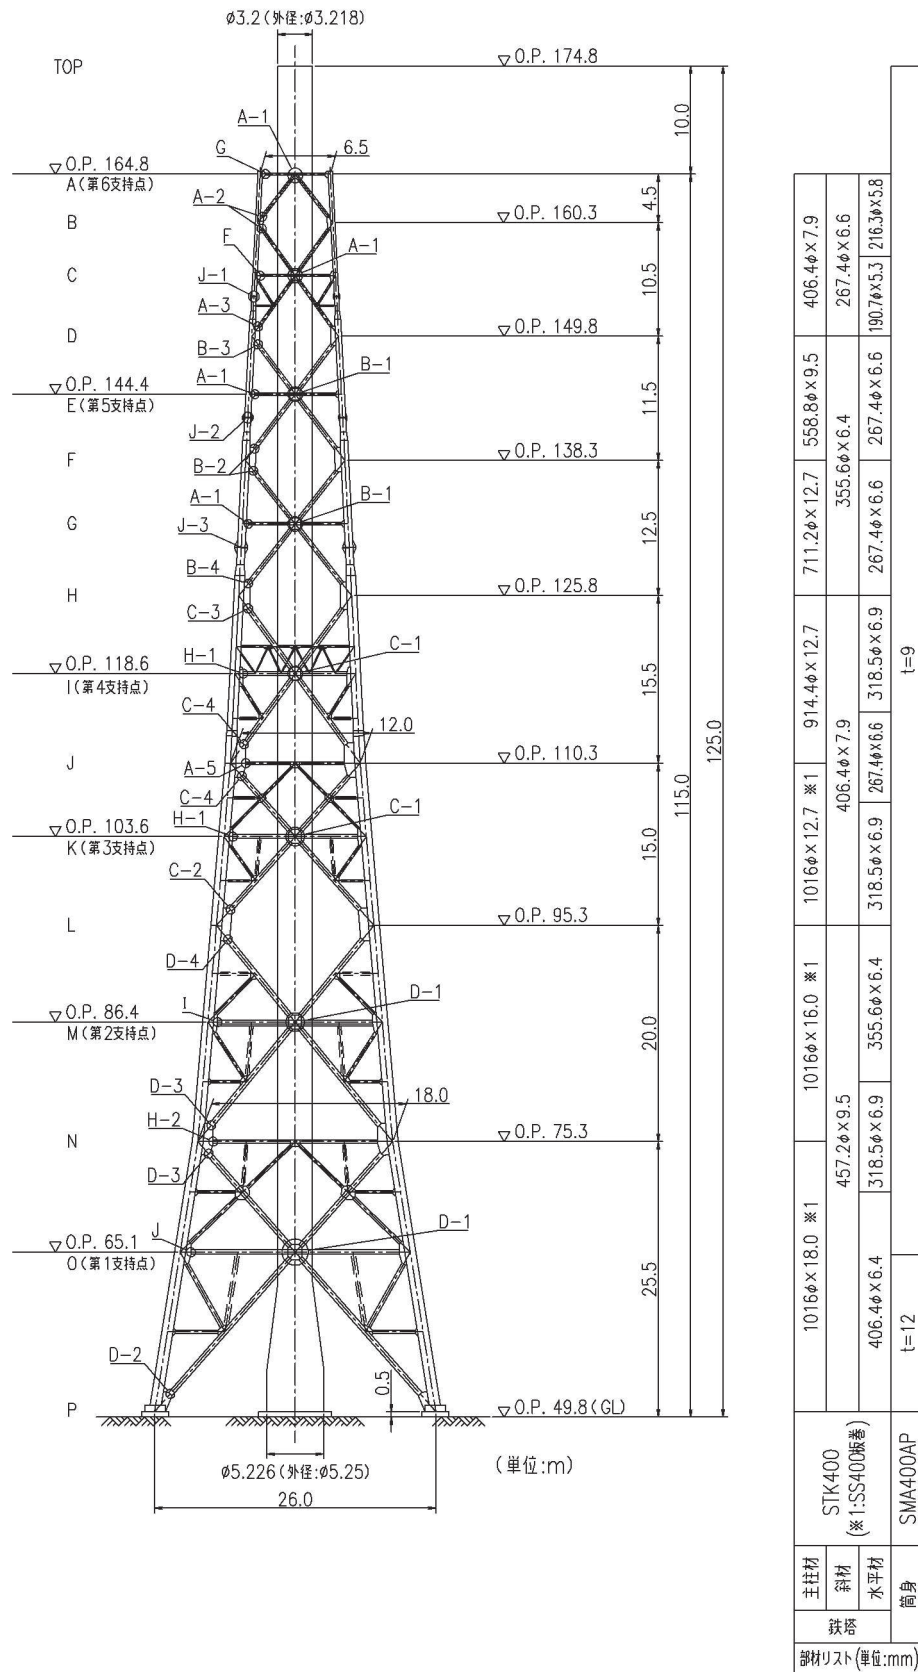 ø3.2(外径:ø3.218)
TOP
▽O.P. 174.8
10.0
A-1
6.5
G
▽O.P. 164.8
A(第6支持点)
4.5
A-2
B
▽O.P. 160.3
F
A-1
C
10.5
J-1
A-3
D
▽O.P. 149.8
B-3
B-1
A-1
▽O.P. 144.4
E(第5支持点)
11.5
J-2
F
▽O.P. 138.3
B-2
A-1
B-1
G
12.5
J-3
B-4
H
▽O.P. 125.8
C-3
C-1
H-1
▽O.P. 118.6
I(第4支持点)
15.5
C-4
12.0
125.0
J
▽O.P. 110.3
A-5
115.0
C-4
C-1
H-1
▽O.P. 103.6
K(第3支持点)
15.0
C-2
L
▽O.P. 95.3
D-4
D-1
I
▽O.P. 86.4
M(第2支持点)
20.0
D-3
18.0
H-2
N
▽O.P. 75.3
D-3
D-1
J
▽O.P. 65.1
O(第1支持点)
25.5
D-2
0.5
P
▽O.P. 49.8(GL)
ø5.226(外径:ø5.25)
(単位:m)
26.0
部材リスト(単位:mm)
鉄塔
主柱材
STK400
(※1:SS400板巻)
1016φ×18.0 ※1
1016φ×16.0 ※1
1016φ×12.7 ※1
914.4φ×12.7
711.2φ×12.7
558.8φ×9.5
406.4φ×7.9
斜材
457.2φ×9.5
406.4φ×7.9
355.6φ×6.4
267.4φ×6.6
水平材
406.4φ×6.4
318.5φ×6.9
355.6φ×6.4
318.5φ×6.9
267.4φ×6.6
318.5φ×6.9
267.4φ×6.6
267.4φ×6.6
190.7φ×5.3
216.3φ×5.8
筒身
SMA400AP
t=12
t=9